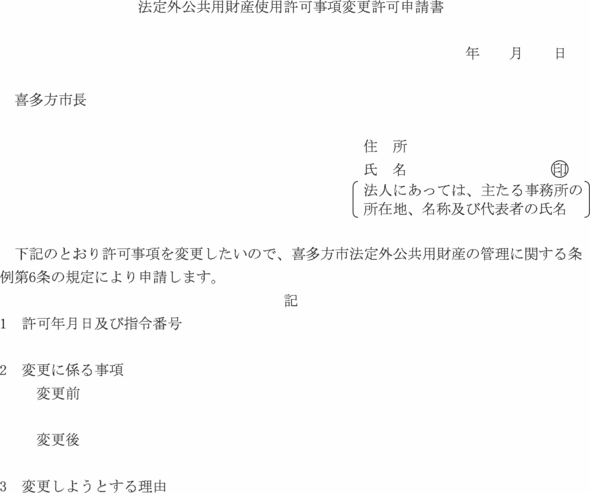 法定外公共用財産使用許可事項変更許可申請書
年　　月　　日
喜多方市長
住　所
氏　名　　　　　　　　　　㊞
法人にあっては、主たる事務所の
所在地、名称及び代表者の氏名
下記のとおり許可事項を変更したいので、喜多方市法定外公共用財産の管理に関する条
例第6条の規定により申請します。
記
1　許可年月日及び指令番号
2　変更に係る事項
変更前
変更後
3　変更しようとする理由